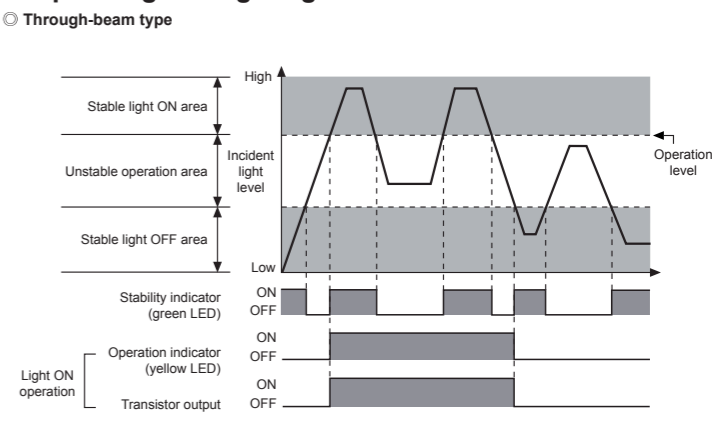 ◎ Through-beam type
High
Stable light ON area
Unstable operation area
Incident
light
level
Operation
level
Stable light OFF area
Low
Stability indicator
(green LED)
ON
OFF
Light ON
operation
Operation indicator
(yellow LED)
ON
OFF
Transistor output
ON
OFF